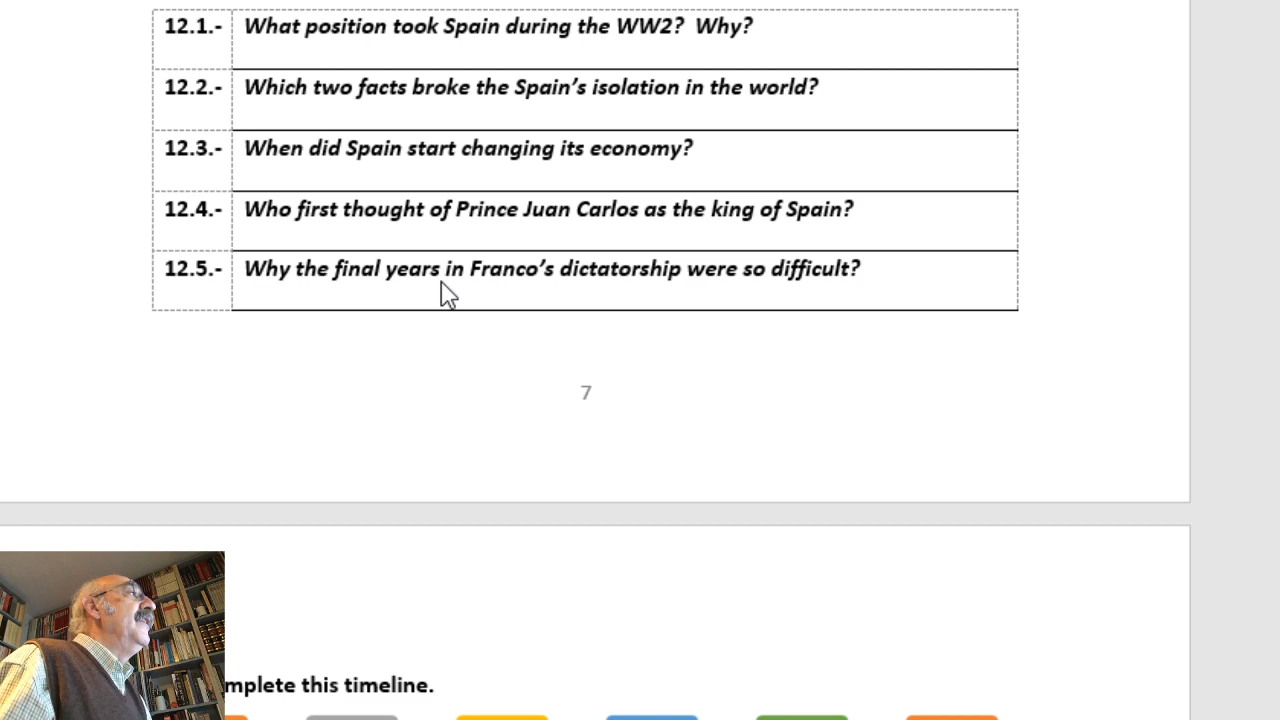 12.1.- What position took Spain during the WW2? Why?
12.2.- Which two facts broke the Spain’s isolation in the world?
12.3.- When did Spain start changing its economy?
12.4.- Who first thought of Prince Juan Carlos as the king of Spain?
12.5.- Why the final years in Franco’s dictatorship were so difficult?
7
mplete this timeline.